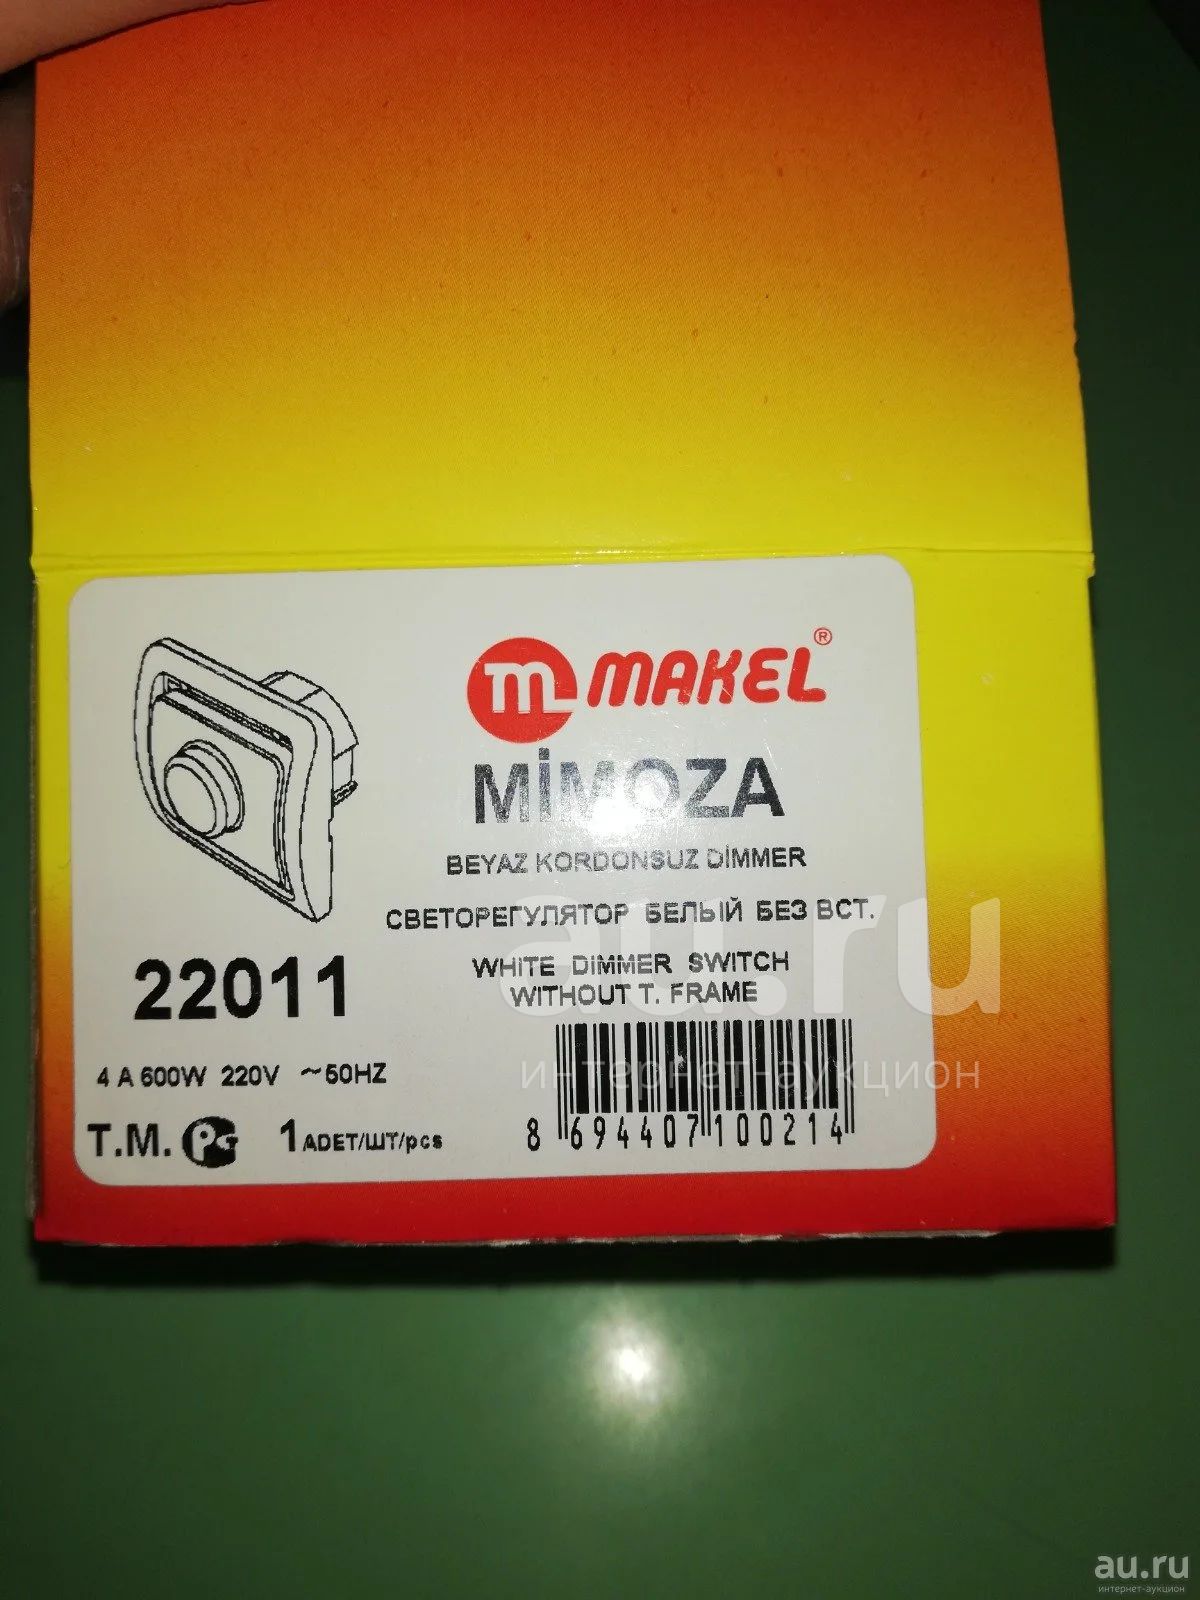 m MAKEL®
MİMOZA
BEYAZ KORDONSUZ DİMMER
СВЕТОРЕГУЛЯТОР БЕЛЫЙ БЕЗ ВСТ.
WHITE DIMMER SWITCH
WITHOUT T. FRAME
22011
4 A 600W 220V ~50HZ
T.M. PG 1 ADET/ШТ/pcs
8 694407 100214
au.ru
интернет-аукцион
au.ru
интернет-аукцион